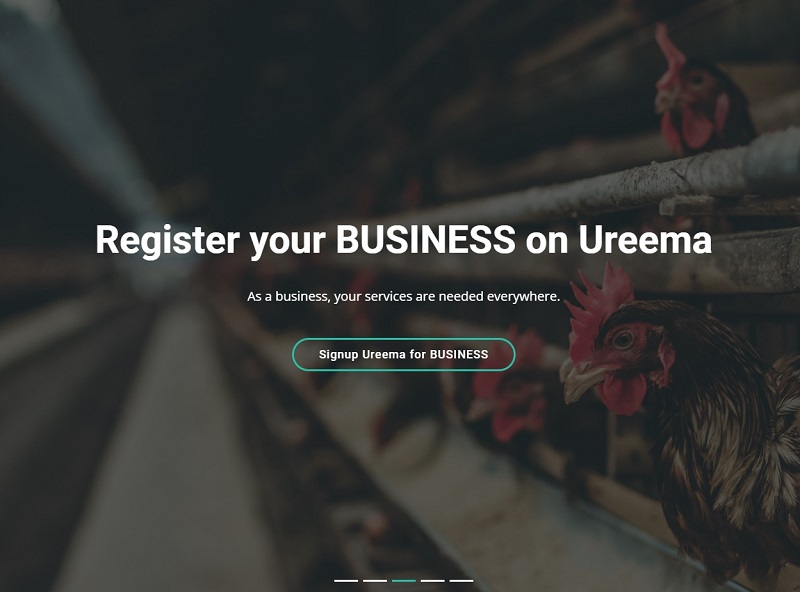 Register your BUSINESS on Ureema
As a business, your services are needed everywhere.
Signup Ureema for BUSINESS